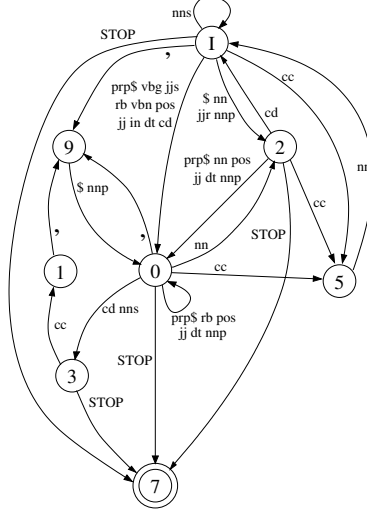 nns
STOP
I
,
cc
prp$ vbg jjs
rb vbn pos
jj in dt cd
$ nn
jjr nnp
cd
9
2
prp$ nn pos
jj dt nnp
$ nnp
cc
nn
STOP
,
,
1
0
cc
5
cd nns
prp$ rb pos
jj dt nnp
cc
STOP
3
STOP
7